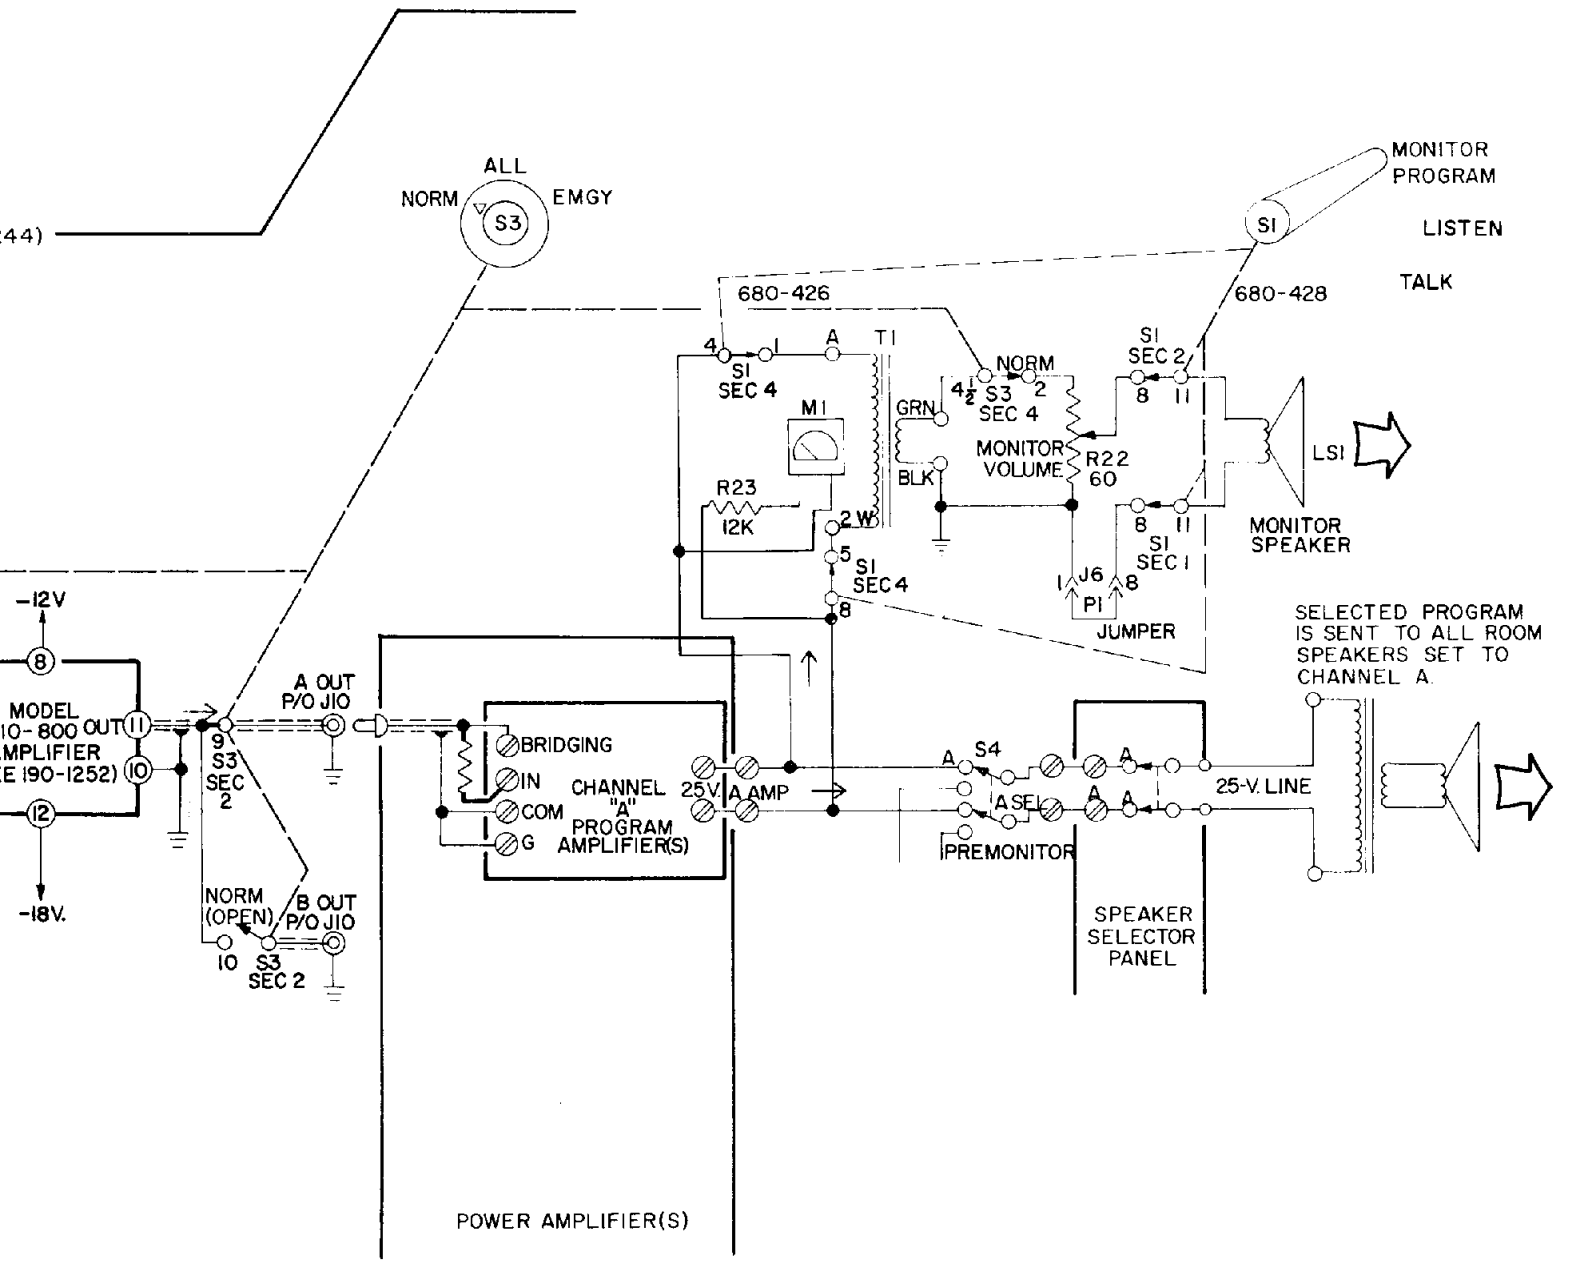 ALL
NORM
EMGY
S3
244)
MONITOR
PROGRAM
S1
LISTEN
TALK
680-426
680-428
4
1
A
T1
S1
SEC 4
M1
GRN
BLK
4½
NORM
2
S3
SEC 4
S1
SEC 2
8
11
MONITOR
VOLUME
R22
60
LS1
R23
12K
2
W
5
S1
SEC 4
8
8
11
S1
SEC 1
MONITOR
SPEAKER
1
J6
8
P1
JUMPER
-12V
8
MODEL
10-800
OUT
11
MPLIFIER
EE 190-1252)
10
12
-18V.
9
S3
SEC
2
A OUT
P/O J10
NORM
(OPEN)
B OUT
P/O J10
10
S3
SEC 2
BRIDGING
IN
COM
G
CHANNEL
"A"
PROGRAM
AMPLIFIER(S)
25V. A AMP
A
S4
A SEL
PREMONITOR
A
A
A
25-V. LINE
SELECTED PROGRAM
IS SENT TO ALL ROOM
SPEAKERS SET TO
CHANNEL A.
SPEAKER
SELECTOR
PANEL
POWER AMPLIFIER(S)